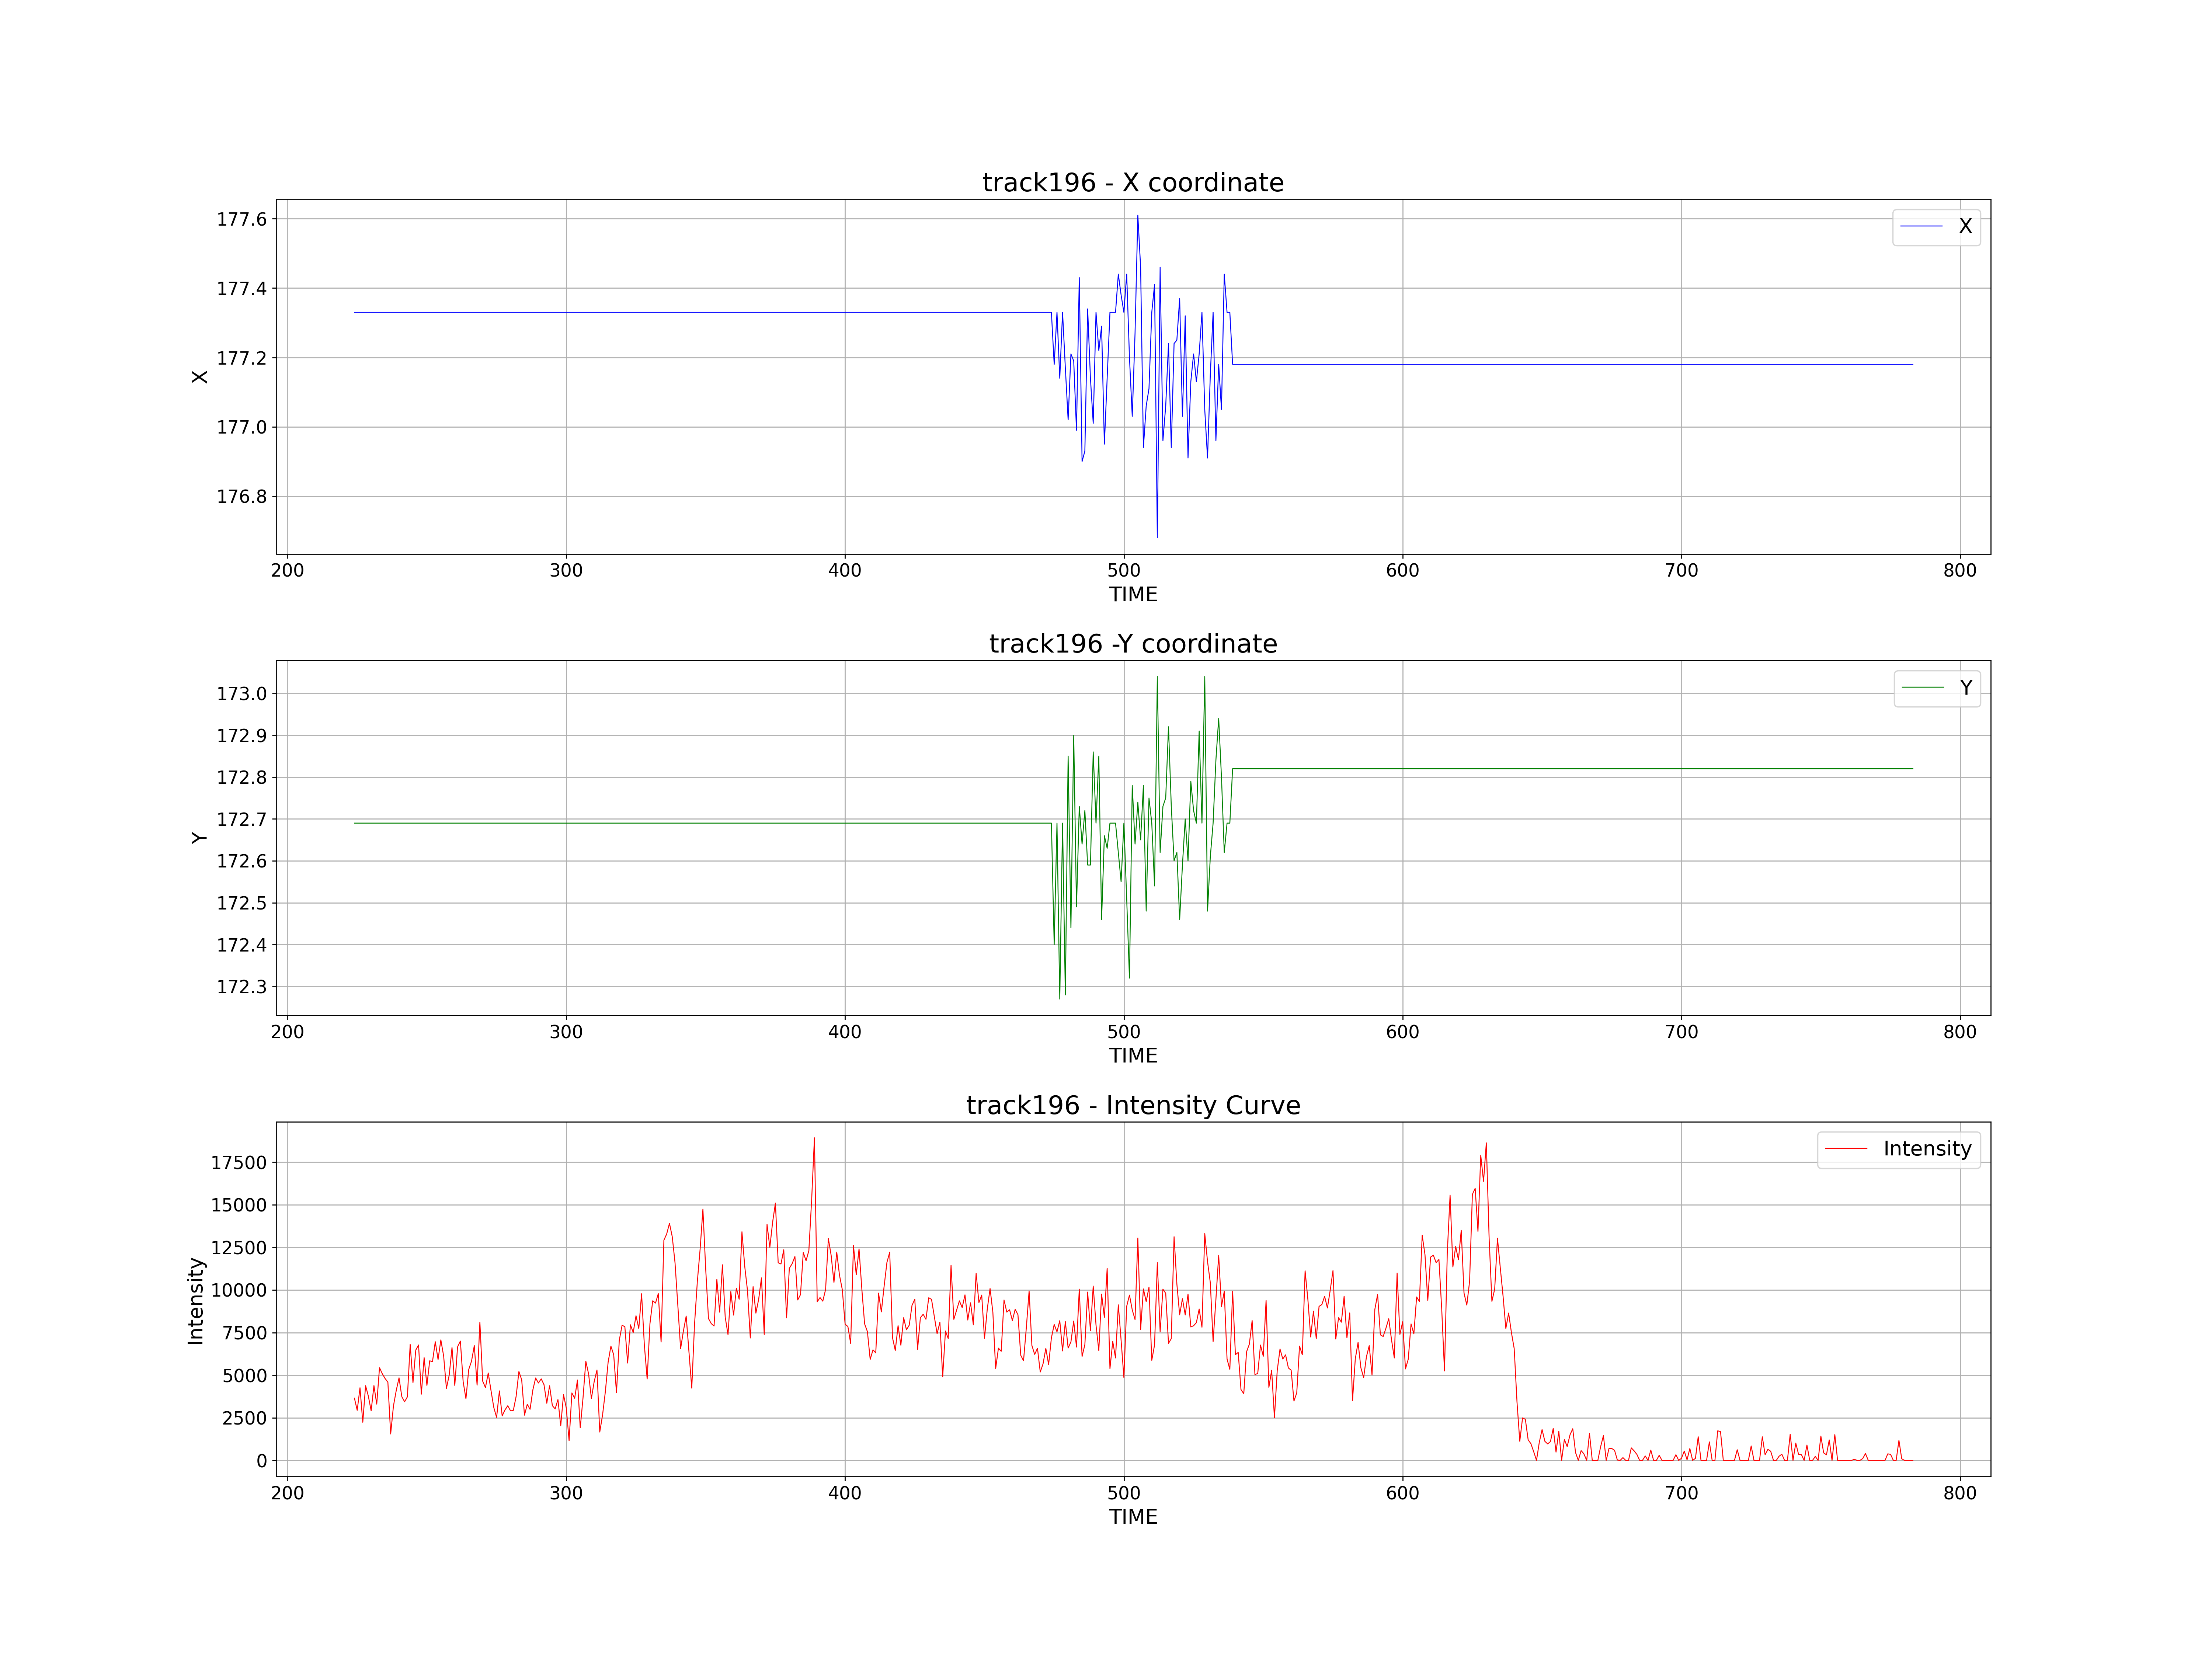 track196 - X coordinate
X
177.6
177.4
177.2
177.0
176.8
X
200 300 400 500 600 700 800
TIME
track196 -Y coordinate
Y
173.0
172.9
172.8
172.7
172.6
172.5
172.4
172.3
Y
200 300 400 500 600 700 800
TIME
track196 - Intensity Curve
Intensity
17500
15000
12500
10000
7500
5000
2500
0
Intensity
200 300 400 500 600 700 800
TIME